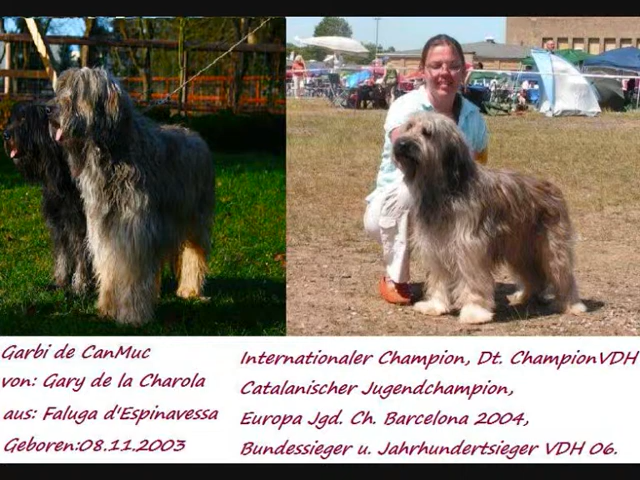 Garbi de CanMuc
von: Gary de la Charola
aus: Faluga d'Espinavessa
Geboren:08.11.2003
Internationaler Champion, Dt. ChampionVDH
Catalanischer Jugendchampion,
Europa Jgd. Ch. Barcelona 2004,
Bundessieger u. Jahrhundertsieger VDH 06.